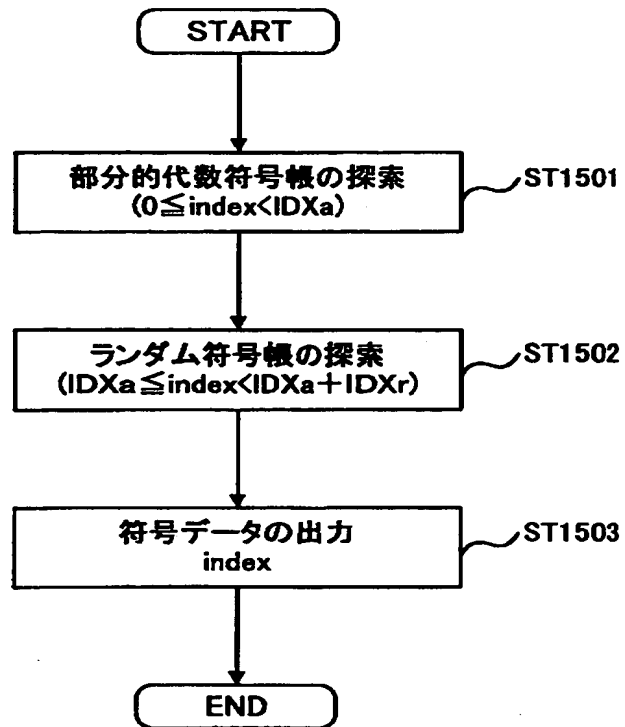 START
部分的代数符号帳の探索
(0≦index<IDXa)
ST1501
ランダム符号帳の探索
(IDXa≦index<IDXa+IDXr)
ST1502
符号データの出力
index
ST1503
END